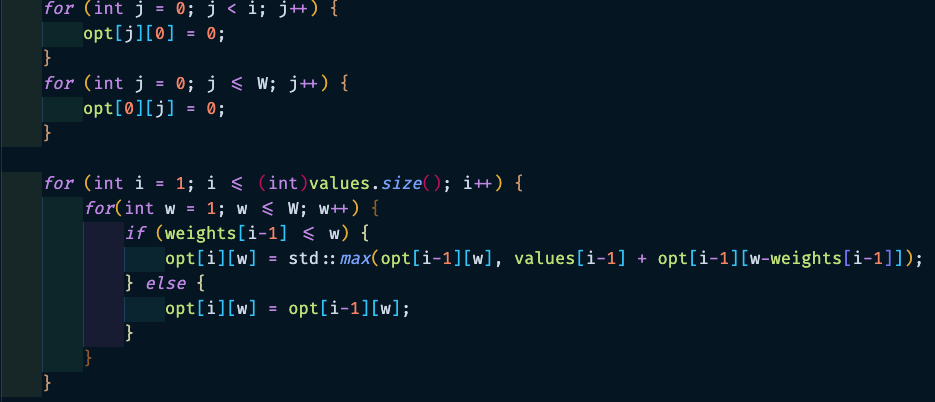 for (int j = 0; j < i; j++) {
    opt[j][0] = 0;
}
for (int j = 0; j <= W; j++) {
    opt[0][j] = 0;
}

for (int i = 1; i <= (int)values.size(); i++) {
    for(int w = 1; w <= W; w++) {
        if (weights[i-1] <= w) {
            opt[i][w] = std::max(opt[i-1][w], values[i-1] + opt[i-1][w-weights[i-1]]);
        } else {
            opt[i][w] = opt[i-1][w];
        }
    }
}